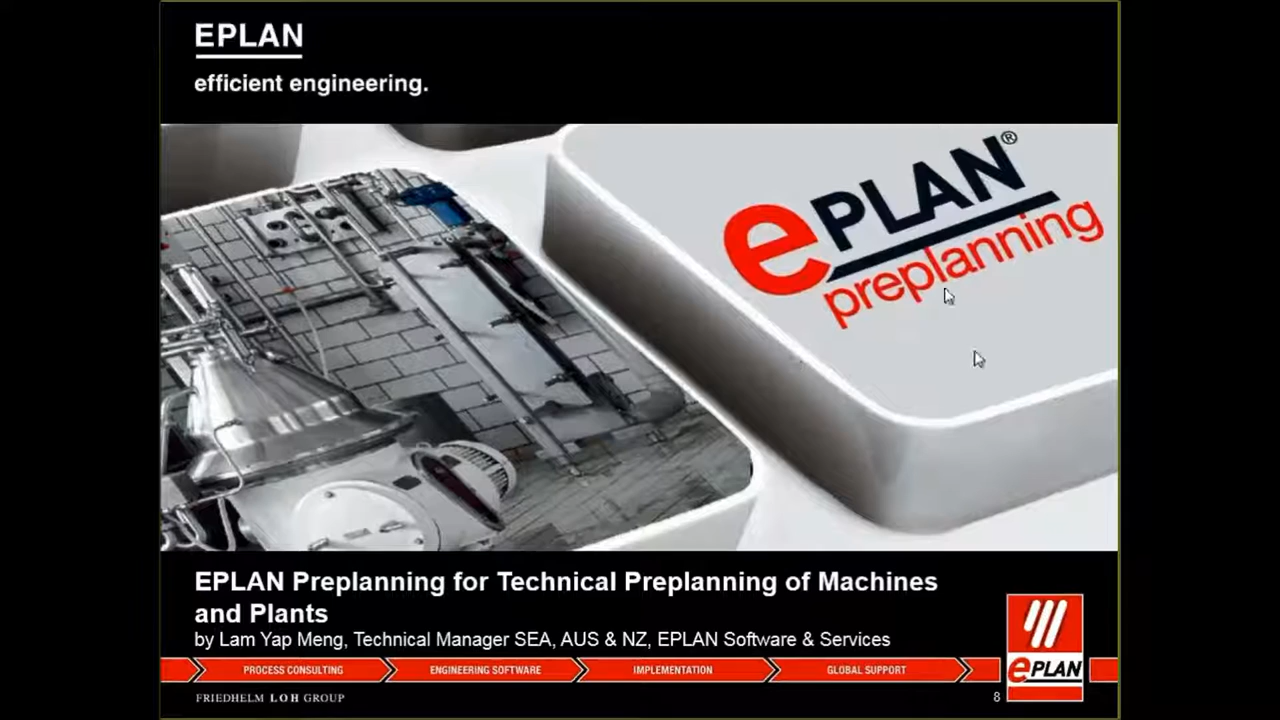 EPLAN
efficient engineering.
ePLAN®
preplanning
EPLAN Preplanning for Technical Preplanning of Machines
and Plants
by Lam Yap Meng, Technical Manager SEA, AUS & NZ, EPLAN Software & Services
PROCESS CONSULTING ENGINEERING SOFTWARE IMPLEMENTATION GLOBAL SUPPORT
ePLAN
FRIEDHELM LOH GROUP
8